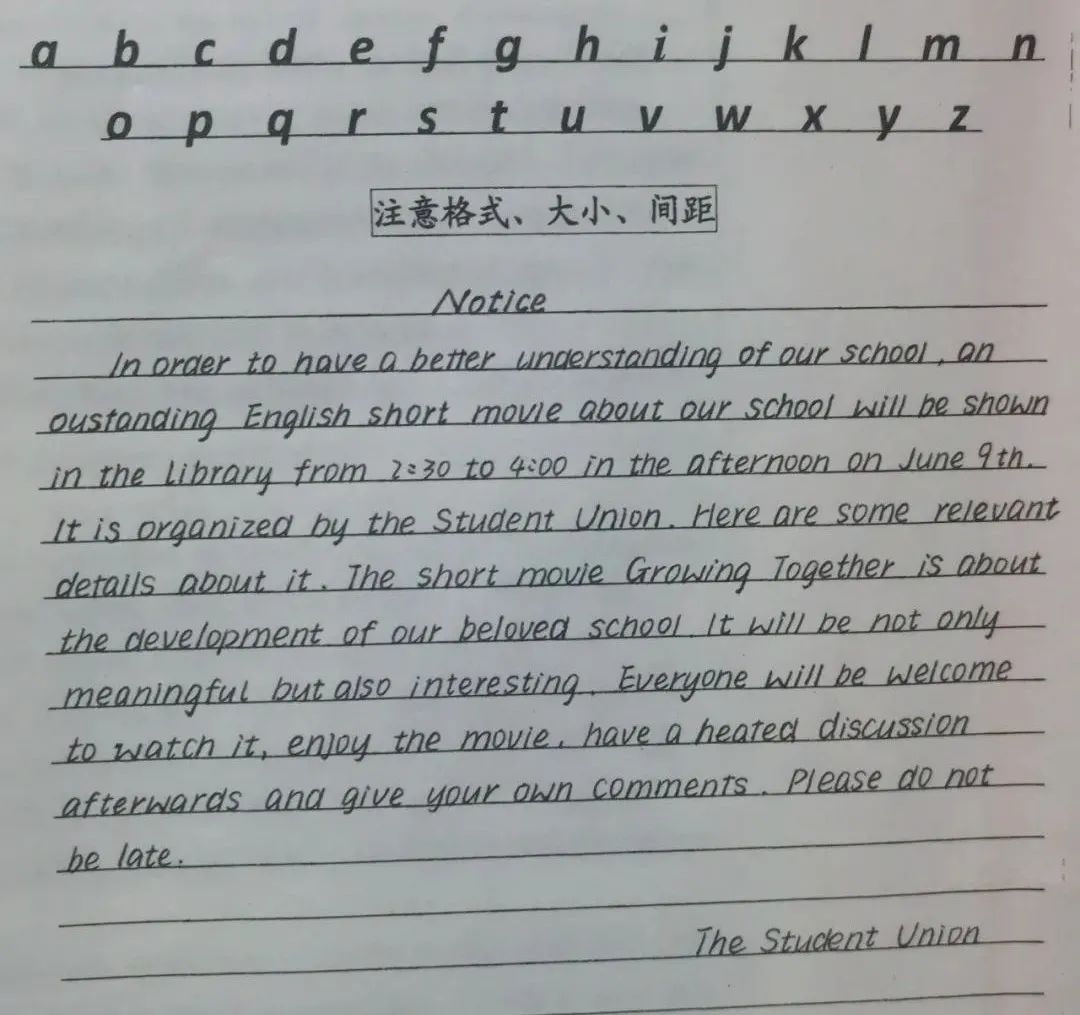 a b c d e f g h i j k l m n
o p q r s t u v w x y z
注意格式、大小、间距
Notice
In order to have a better understanding of our school, an
oustanding English short movie about our school will be shown
in the library from 2:30 to 4:00 in the afternoon on June 9th.
It is organized by the Student Union. Here are some relevant
details about it. The short movie Growing Together is about
the development of our beloved school. It will be not only
meaningful but also interesting. Everyone will be welcome
to watch it, enjoy the movie, have a heated discussion
afterwards and give your own comments. Please do not
be late.
The Student Union